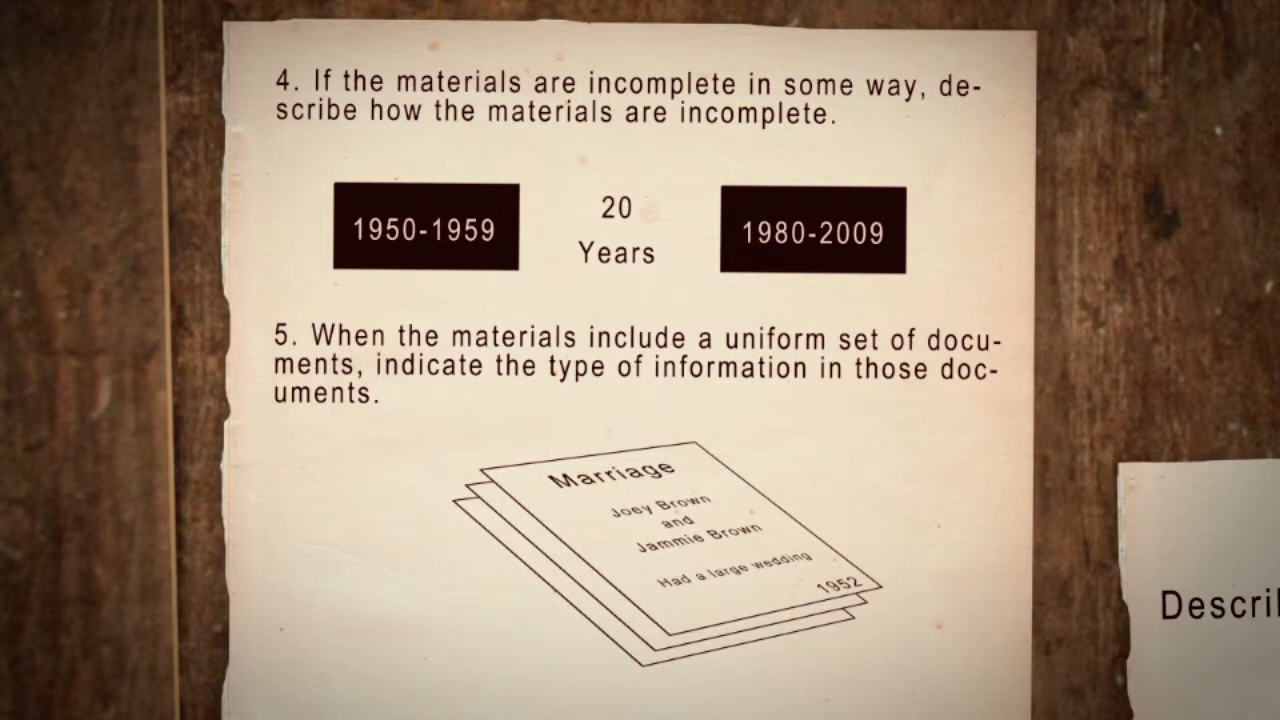 4. If the materials are incomplete in some way, de-
scribe how the materials are incomplete.
1950-1959
20
Years
1980-2009
5. When the materials include a uniform set of docu-
ments, indicate the type of information in those doc-
uments.
Marriage
Joey Brown
and
Jammie Brown
Had a large wedding
1952